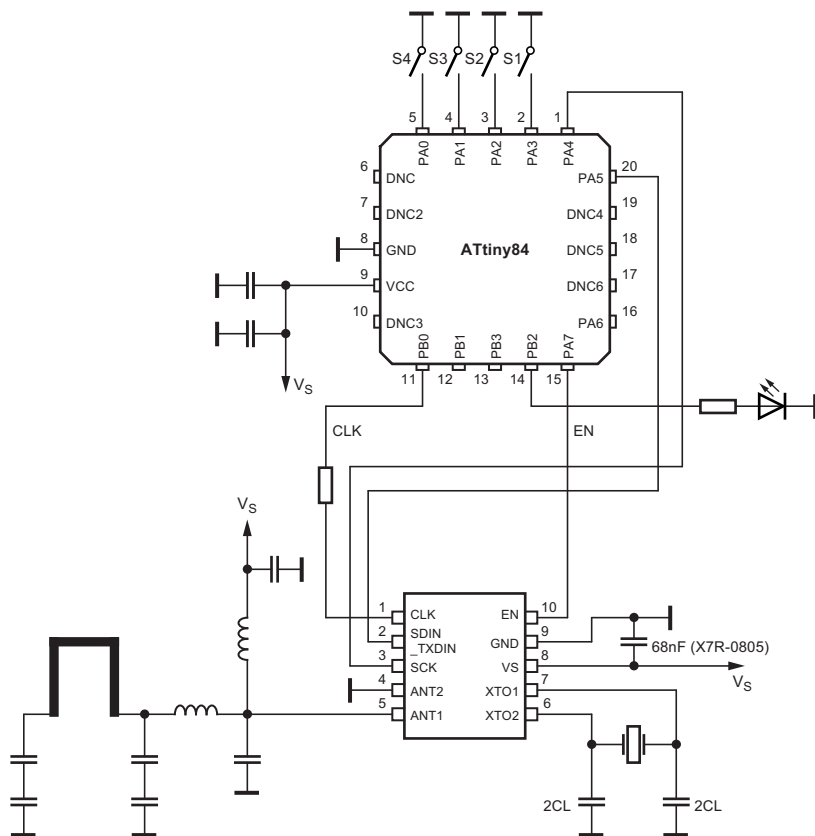 S4 S3 S2 S1
5 4 3 2 1
PA0 PA1 PA2 PA3 PA4
6 DNC
7 DNC2
8 GND
9 VCC
10 DNC3
ATtiny84
PA5 20
DNC4 19
DNC5 18
DNC6 17
PA6 16
PB0 PB1 PB3 PB2 PA7
11 12 13 14 15
VS
CLK
EN
VS
1 CLK
2 SDIN
_TXDIN
3 SCK
4 ANT2
5 ANT1
EN 10
GND 9
VS 8
XTO1 7
XTO2 6
68nF (X7R-0805)
VS
2CL
2CL